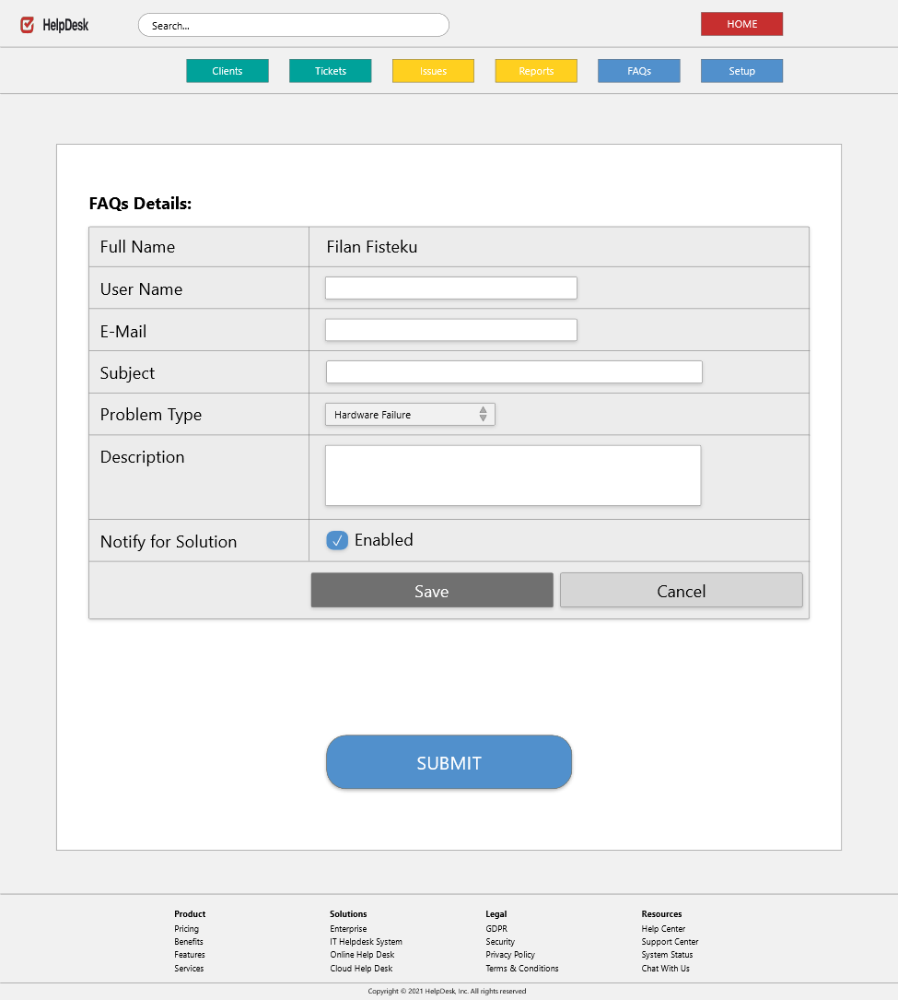 HelpDesk
Search...
HOME
Clients Tickets Issues Reports FAQs Setup
FAQs Details:
Full Name Filan Fisteku
User Name
E-Mail
Subject
Problem Type Hardware Failure
Description
Notify for Solution Enabled
Save Cancel
SUBMIT
Product Solutions Legal Resources
Pricing Enterprise GDPR Help Center
Benefits IT Helpdesk System Security Support Center
Features Online Help Desk Privacy Policy System Status
Services Cloud Help Desk Terms & Conditions Chat With Us
Copyright © 2021 HelpDesk, Inc. All rights reserved